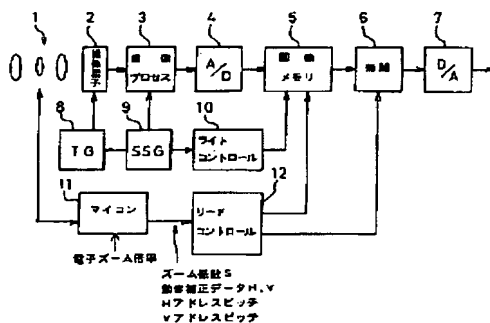 1
2
3
4
5
6
7
撮像素子
撮像
プロセス
A/D
画像
メモリ
補間
D/A
8
9
10
TG
SSG
ライト
コントロール
11
12
マイコン
リード
コントロール
電子ズーム倍率
ズーム係数S
動き補正データH,V
Hアドレスピッチ
Vアドレスピッチ